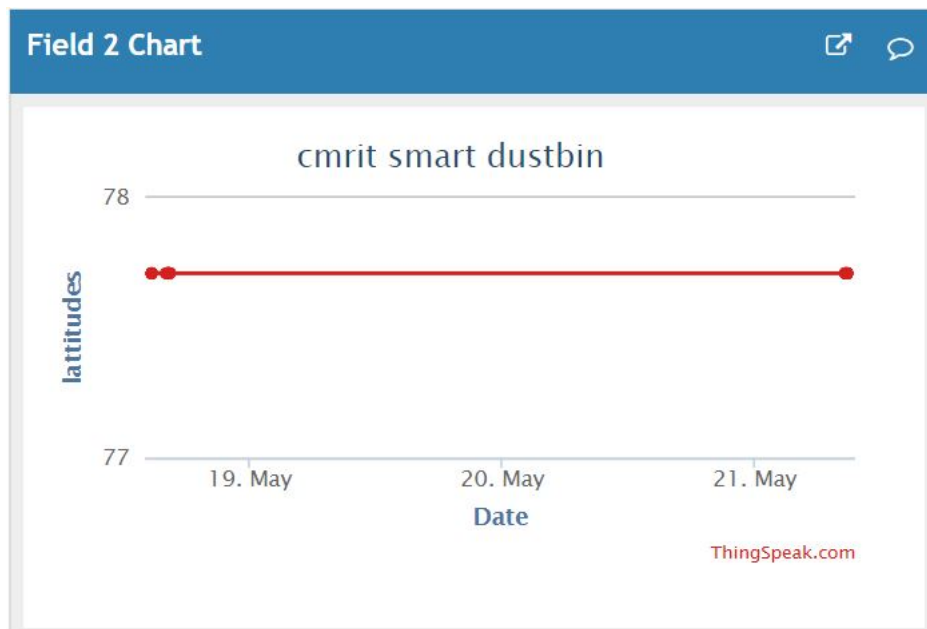 Field 2 Chart
cmrit smart dustbin
78
lattitudes
77
19. May 20. May 21. May
Date
ThingSpeak.com